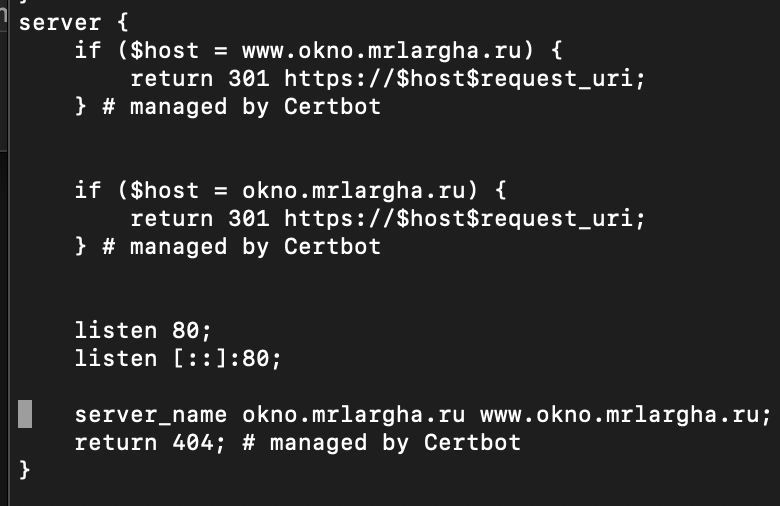 server {
    if ($host = www.okno.mrlargha.ru) {
        return 301 https://$host$request_uri;
    } # managed by Certbot
    if ($host = okno.mrlargha.ru) {
        return 301 https://$host$request_uri;
    } # managed by Certbot
    listen 80;
    listen [::]:80;
    server_name okno.mrlargha.ru www.okno.mrlargha.ru;
    return 404; # managed by Certbot
}